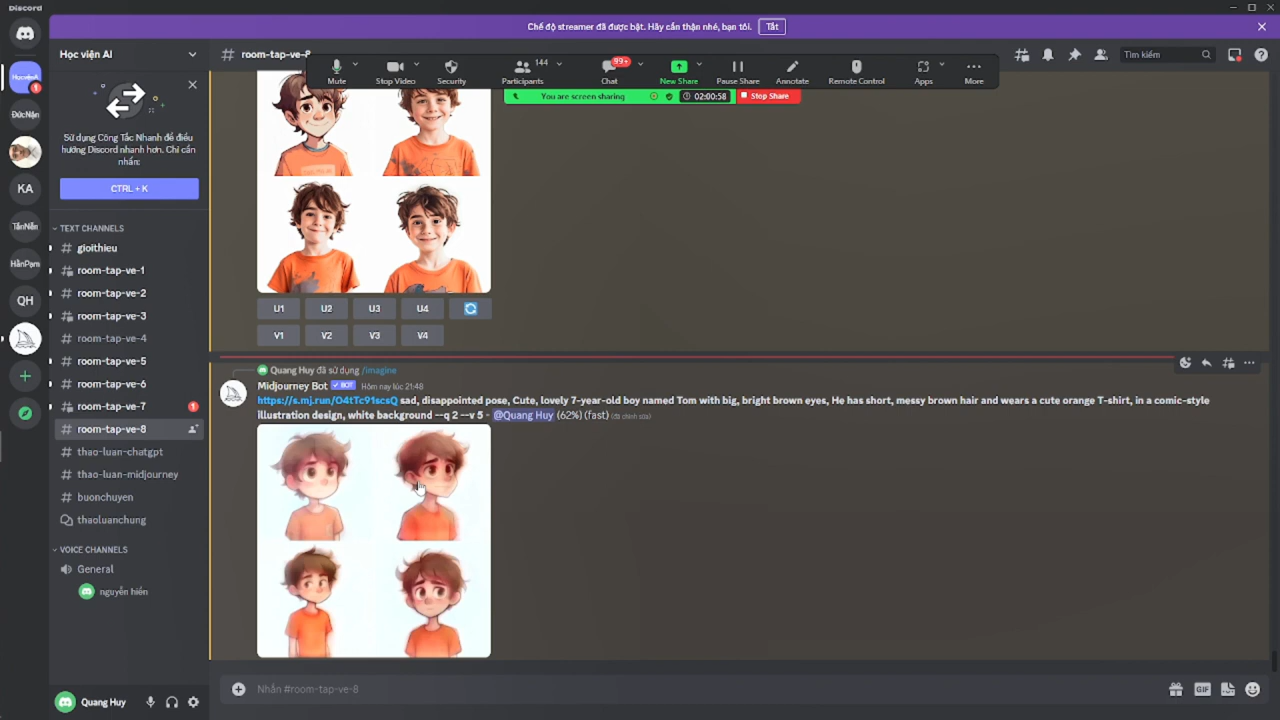 Discord
Chế độ streamer đã được bật. Hãy cẩn thận nhé, bạn tôi.
Tắt
Học viện AI
room-tap-ve-8
Tìm kiếm
Mute
Stop Video
Security
Participants
144
Chat
99+
New Share
Pause Share
Annotate
Remote Control
Apps
More
You are screen sharing
02:00:58
Stop Share
Sử dụng Công Tắc Nhanh để điều
hướng Discord nhanh hơn. Chỉ cần
nhấn:
CTRL + K
ĐứcNạn
KA
HằnPạm
QH
1
TEXT CHANNELS
gioithieu
room-tap-ve-1
room-tap-ve-2
room-tap-ve-3
room-tap-ve-4
room-tap-ve-5
room-tap-ve-6
room-tap-ve-7
1
room-tap-ve-8
thao-luan-chatgpt
thao-luan-midjourney
buonchuyen
thaoluanchung
VOICE CHANNELS
General
nguyễn hiền
Quang Huy
U1
U2
U3
U4
V1
V2
V3
V4
Quang Huy đã sử dụng /imagine
Midjourney Bot ✓ BOT Hôm nay lúc 21:48
https://s.mj.run/O4tTc91scsQ sad, disappointed pose, Cute, lovely 7-year-old boy named Tom with big, bright brown eyes, He has short, messy brown hair and wears a cute orange T-shirt, in a comic-style
illustration design, white background --q 2 --v 5 - @Quang Huy (62%) (fast) (đã chỉnh sửa)
Nhắn #room-tap-ve-8
GIF